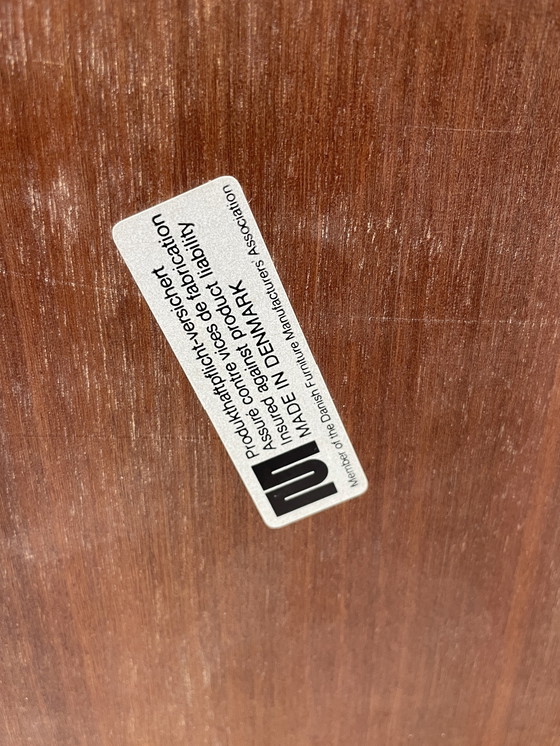 Produkthaftpflicht-versichert
Assuré contre vices de fabrication
Insured against product liability
MADE IN DENMARK
Member of the Danish Furniture Manufacturers' Association